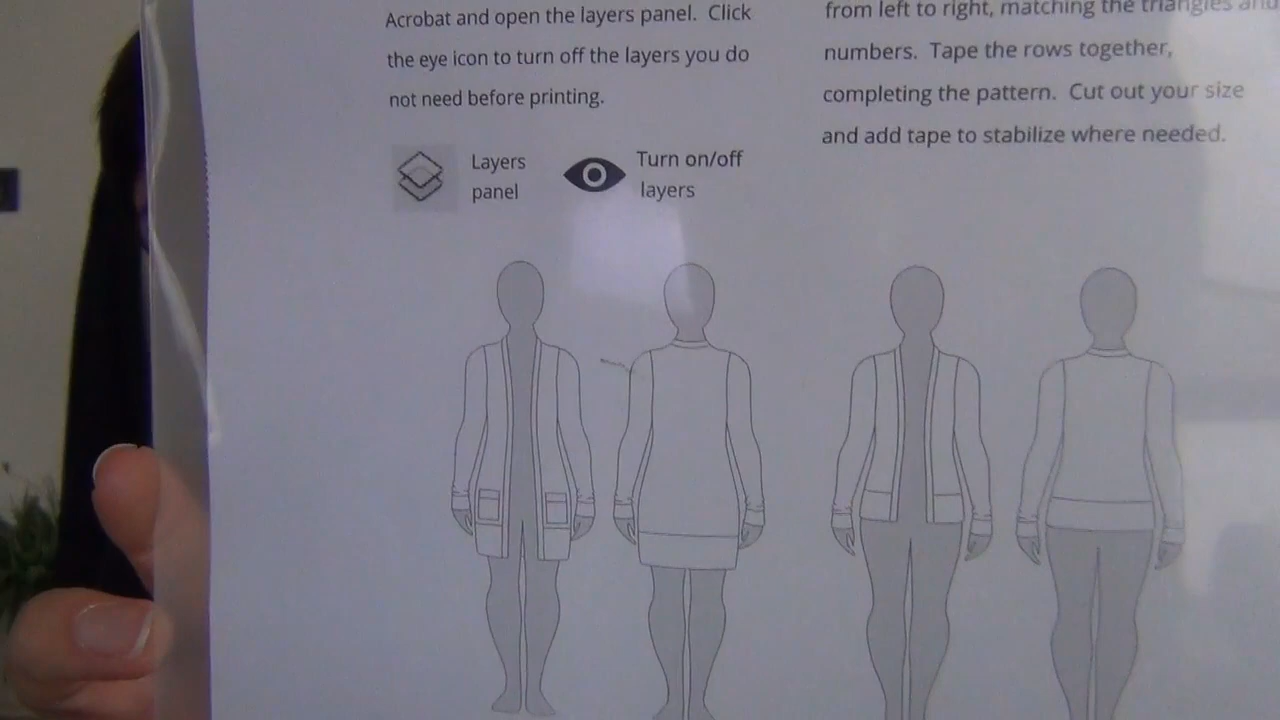 Acrobat and open the layers panel.  Click
the eye icon to turn off the layers you do
not need before printing.
Layers
panel
Turn on/off
layers
from left to right, matching the triangles and
numbers.  Tape the rows together,
completing the pattern.  Cut out your size
and add tape to stabilize where needed.